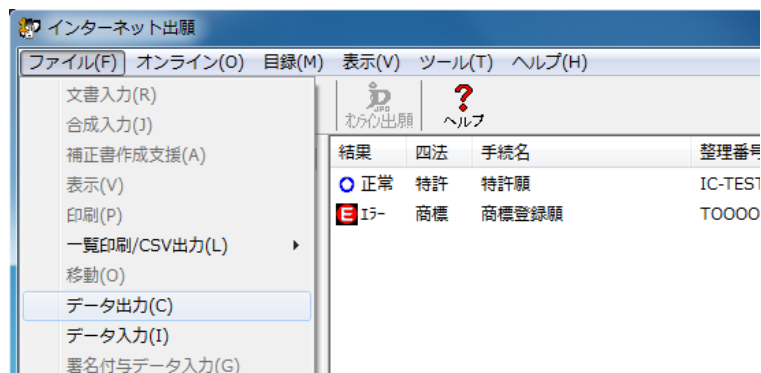 インターネット出願
ファイル(F) オンライン(O) 目録(M) 表示(V) ツール(T) ヘルプ(H)
文書入力(R)
合成入力(J)
補正書作成支援(A)
表示(V)
印刷(P)
一覧印刷/CSV出力(L)
移動(O)
データ出力(C)
データ入力(I)
署名付与データ入力(G)
JPO
オンライン出願 ヘルプ
結果 四法 手続名 整理番号
正常 特許 特許願 IC-TEST
E エラー 商標 商標登録願 TOOOO